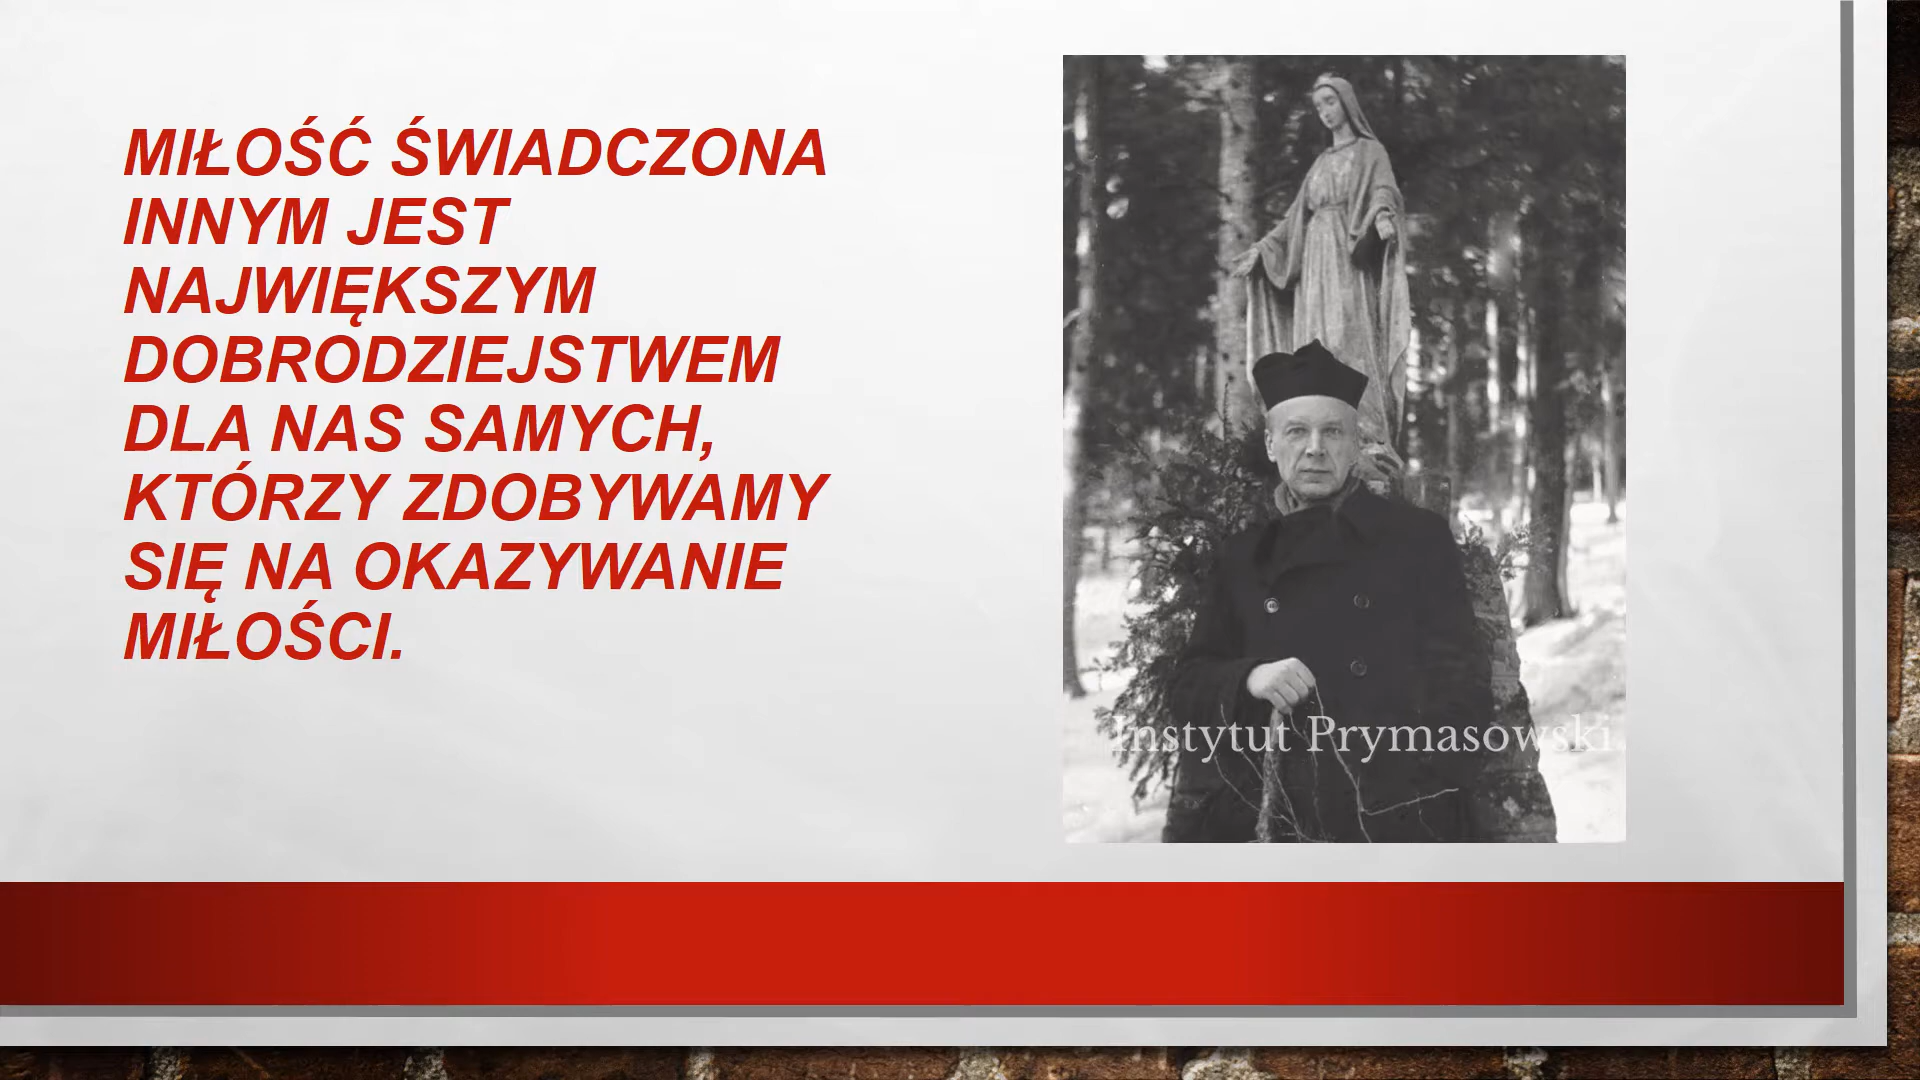 MIŁOŚĆ ŚWIADCZONA
INNYM JEST
NAJWIĘKSZYM
DOBRODZIEJSTWEM
DLA NAS SAMYCH,
KTÓRZY ZDOBYWAMY
SIĘ NA OKAZYWANIE
MIŁOŚCI.
Instytut Prymasowski